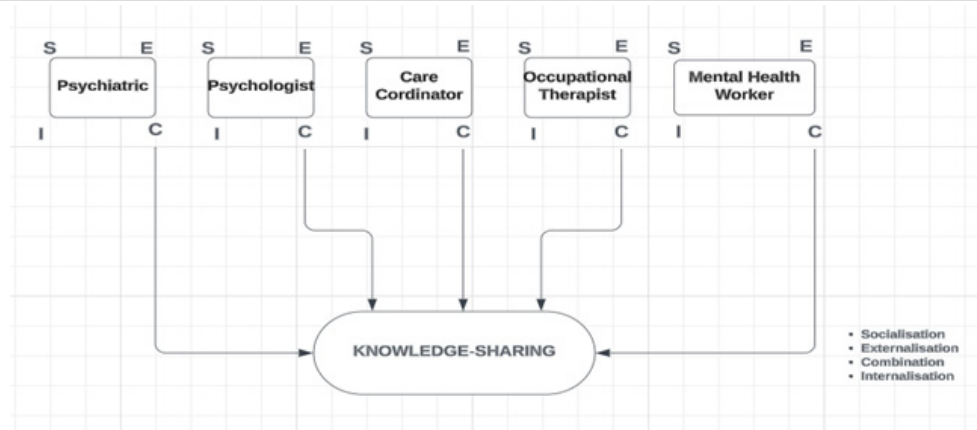 S E S E S E S E S E
Psychiatric
Psychologist
Care
Cordinator
Occupational
Therapist
Mental Health
Worker
I C I C I C I C I C
KNOWLEDGE-SHARING
▪ Socialisation
▪ Externalisation
▪ Combination
▪ Internalisation